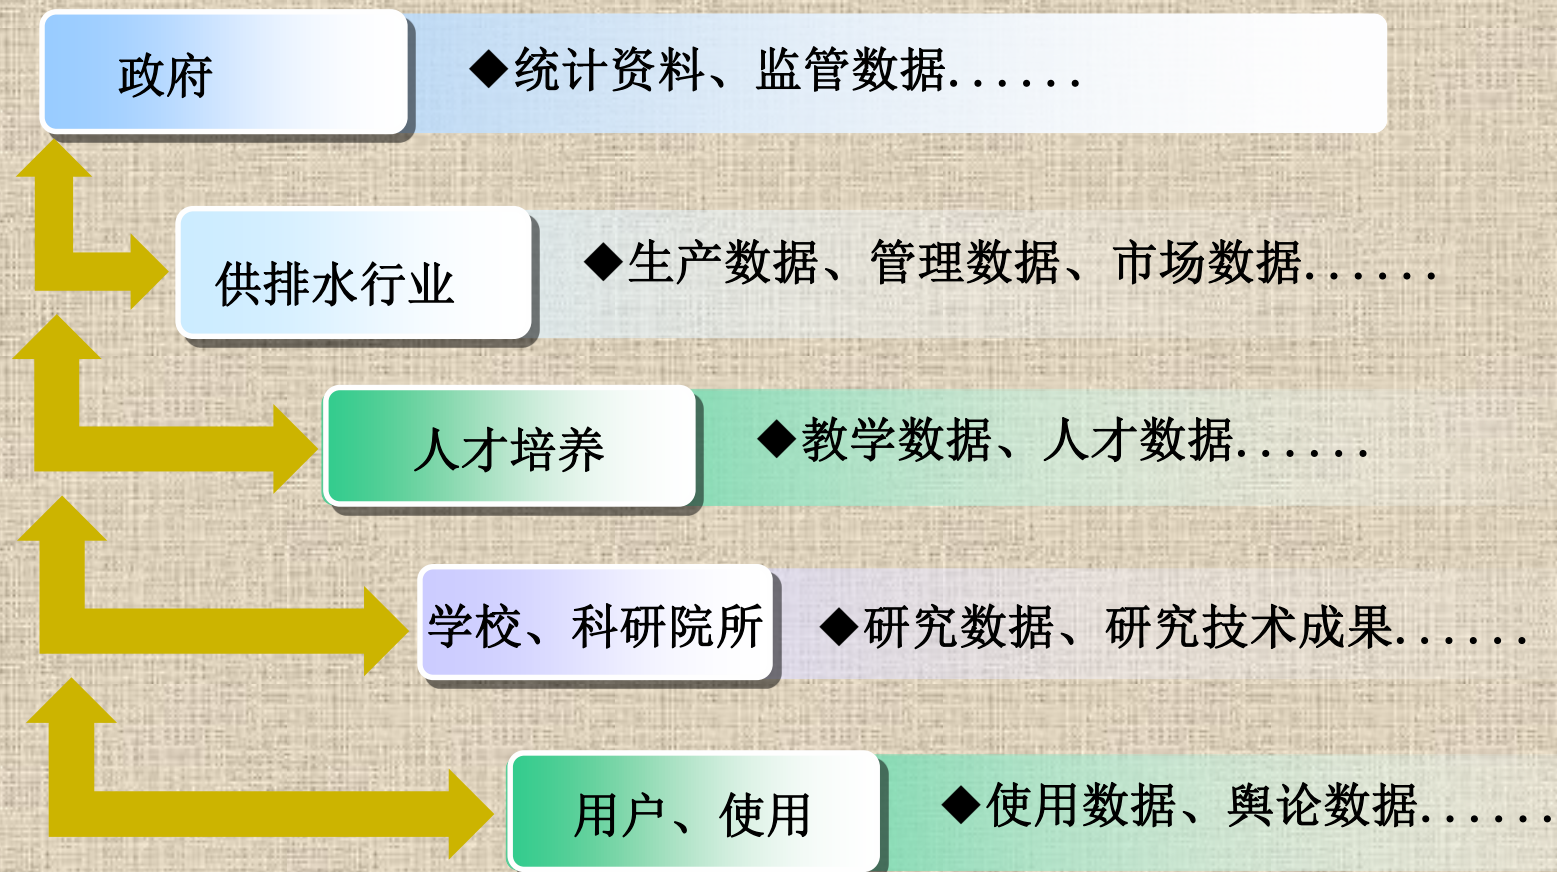 政府
◆统计资料、监管数据......
供排水行业
◆生产数据、管理数据、市场数据......
人才培养
◆教学数据、人才数据......
学校、科研院所
◆研究数据、研究技术成果......
用户、使用
◆使用数据、舆论数据......